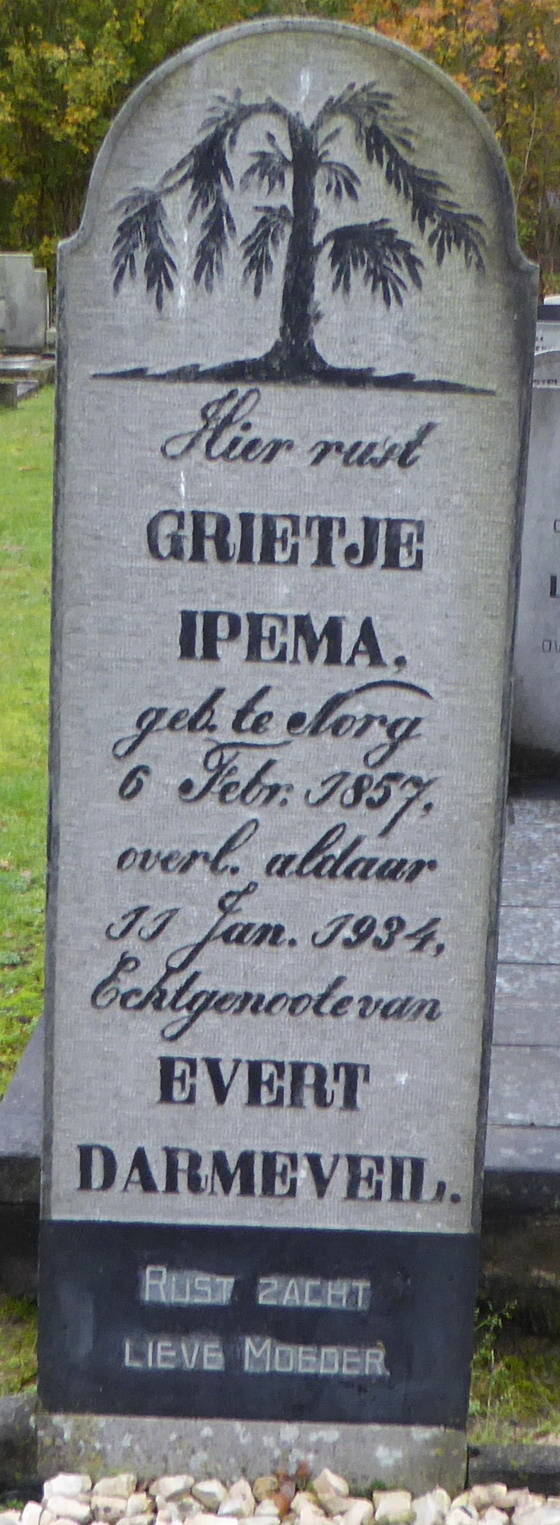 Hier rust
GRIETJE
IPEMA,
geb. te Norg
6 Febr. 1857,
overl. aldaar
11 Jan. 1934,
Echtgenoote van
EVERT
DARMEVEIL.
RUST ZACHT
LIEVE MOEDER